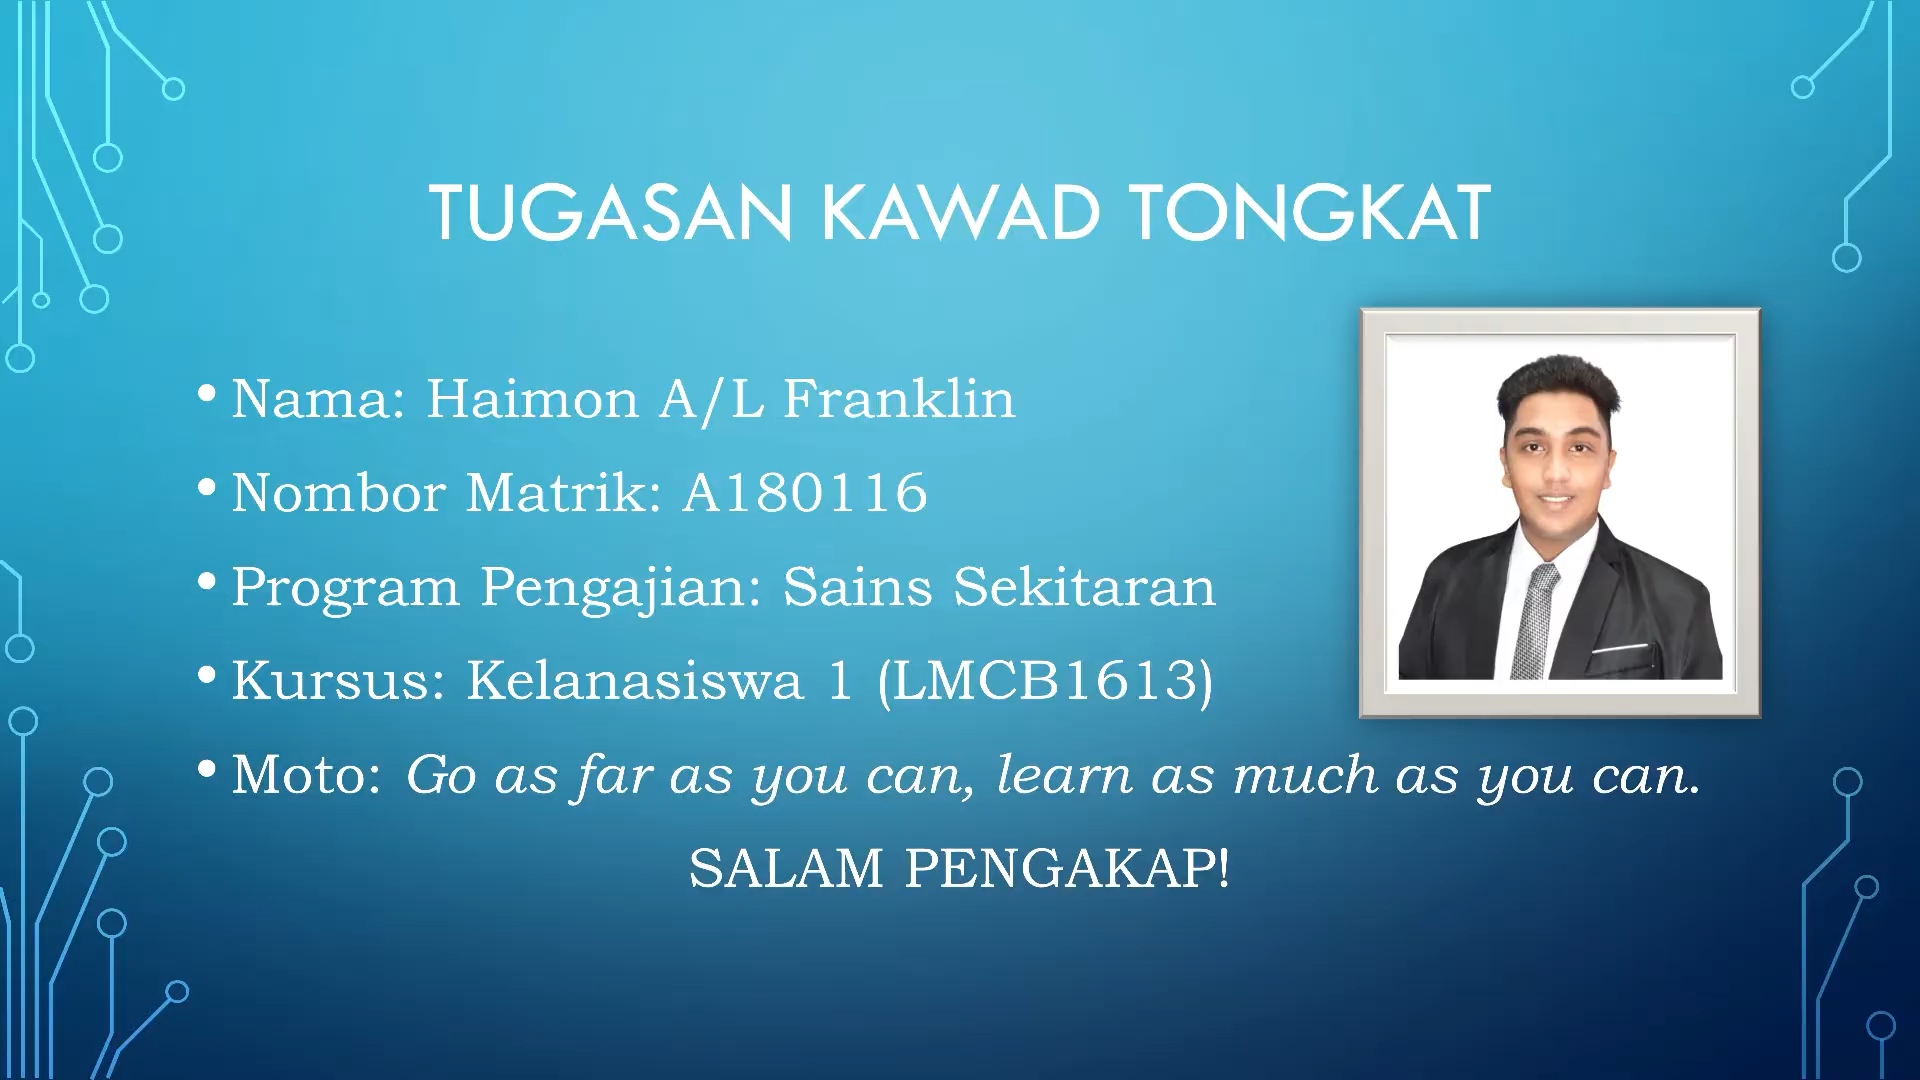 TUGASAN KAWAD TONGKAT
• Nama: Haimon A/L Franklin
• Nombor Matrik: A180116
• Program Pengajian: Sains Sekitaran
• Kursus: Kelanasiswa 1 (LMCB1613)
• Moto: Go as far as you can, learn as much as you can.
SALAM PENGAKAP!